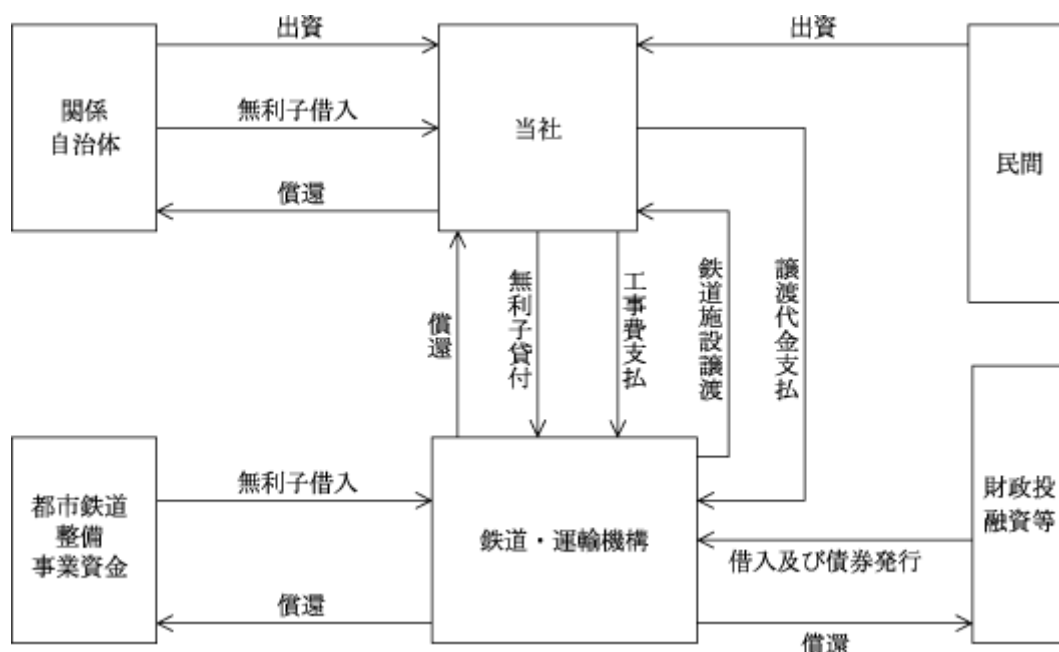 出資
出資
関係
自治体
無利子借入
当社
民間
償還
償還
無利子貸付
工事費支払
鉄道施設譲渡
譲渡代金支払
都市鉄道
整備
事業資金
無利子借入
鉄道・運輸機構
財政投
融資等
借入及び債券発行
償還
償還